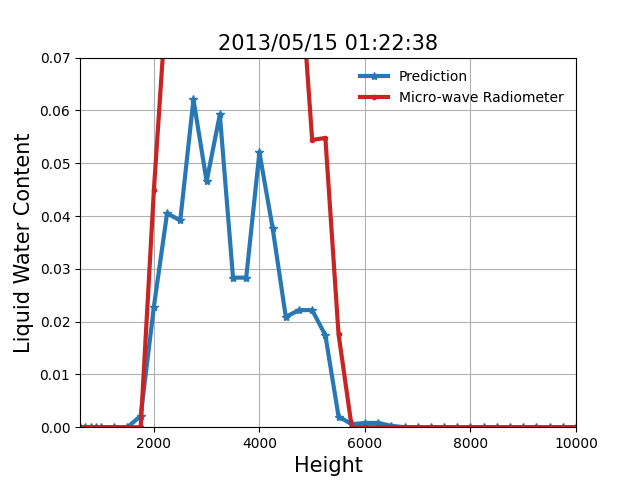 2013/05/15 01:22:38
Prediction
Micro-wave Radiometer
Liquid Water Content
0.07
0.06
0.05
0.04
0.03
0.02
0.01
0.00
2000 4000 6000 8000 10000
Height